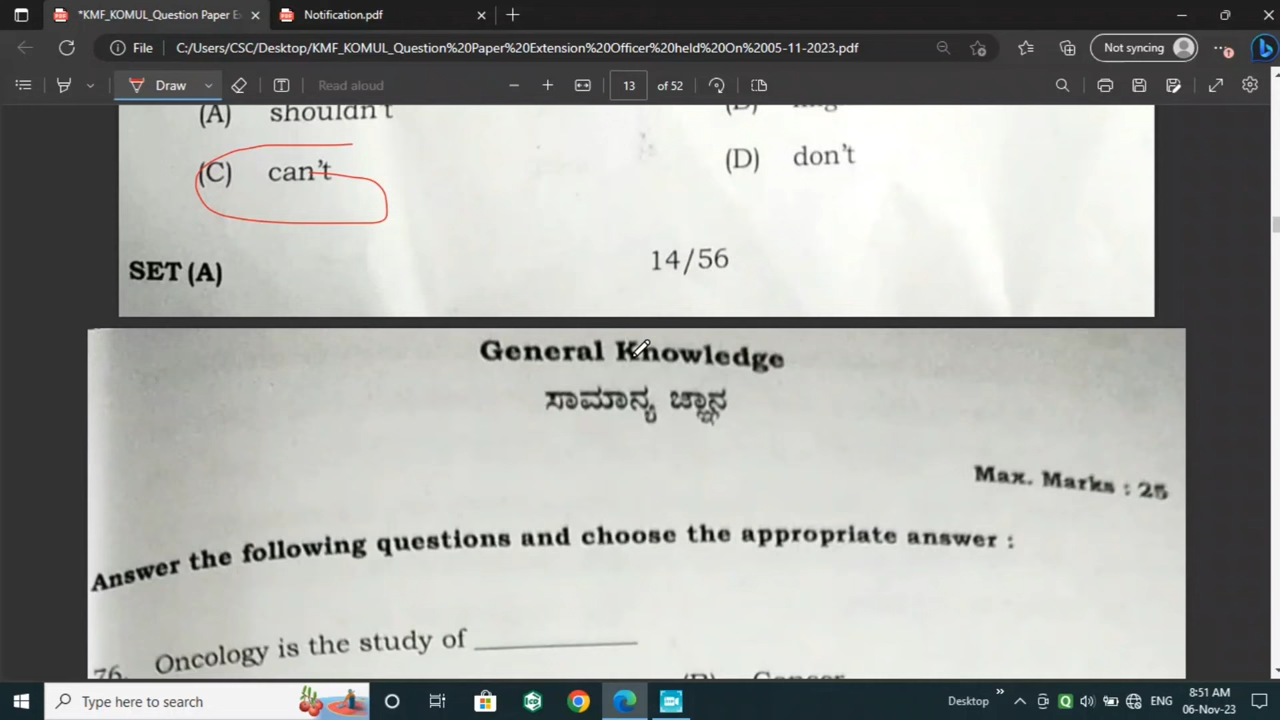 *KMF_KOMUL_Question Paper E
Notification.pdf
File
C:/Users/CSC/Desktop/KMF_KOMUL_Question%20Paper%20Extension%20Officer%20held%20On%2005-11-2023.pdf
Not syncing
Draw
Read aloud
13 of 52
(A) shouldn't
(C) can't
(D) don't
SET (A)
14/56
General Knowledge
ಸಾಮಾನ್ಯ ಜ್ಞಾನ
Max. Marks : 25
Answer the following questions and choose the appropriate answer :
76. Oncology is the study of
Cancer
Type here to search
Desktop
ENG
8:51 AM
06-Nov-23